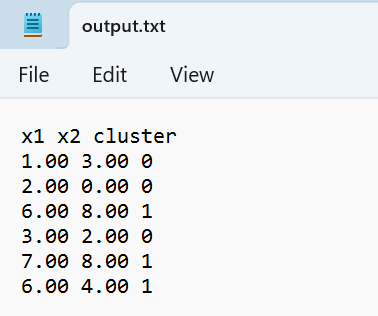 output.txt
File Edit View
x1 x2 cluster
1.00 3.00 0
2.00 0.00 0
6.00 8.00 1
3.00 2.00 0
7.00 8.00 1
6.00 4.00 1